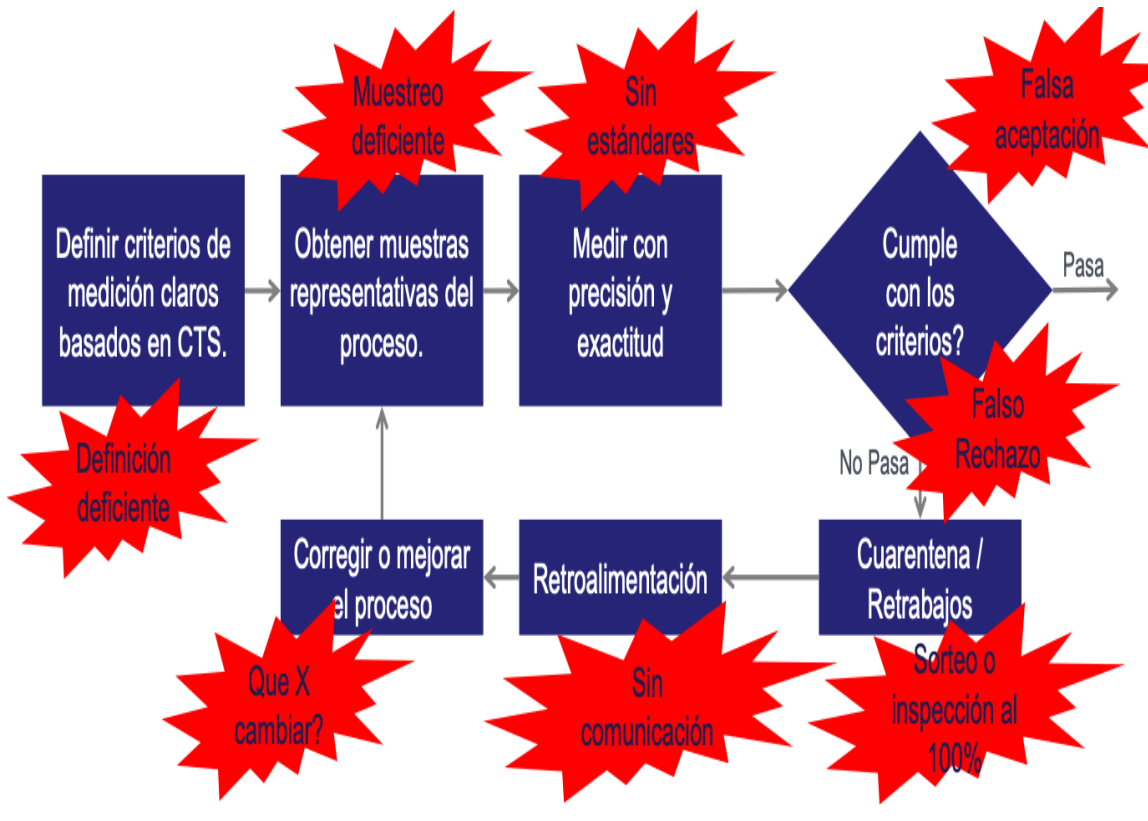 Muestreo
deficiente
Sin
estándares
Falsa
aceptación
Definir criterios de
medición claros
basados en CTS.
Obtener muestras
representativas del
proceso.
Medir con
precisión y
exactitud
Cumple
con los
criterios?
Pasa
Definición
deficiente
Falso
Rechazo
No Pasa
Corregir o mejorar
el proceso
Retroalimentación
Cuarentena /
Retrabajos
Que X
cambiar?
Sin
comunicación
Sorteo o
inspección al
100%